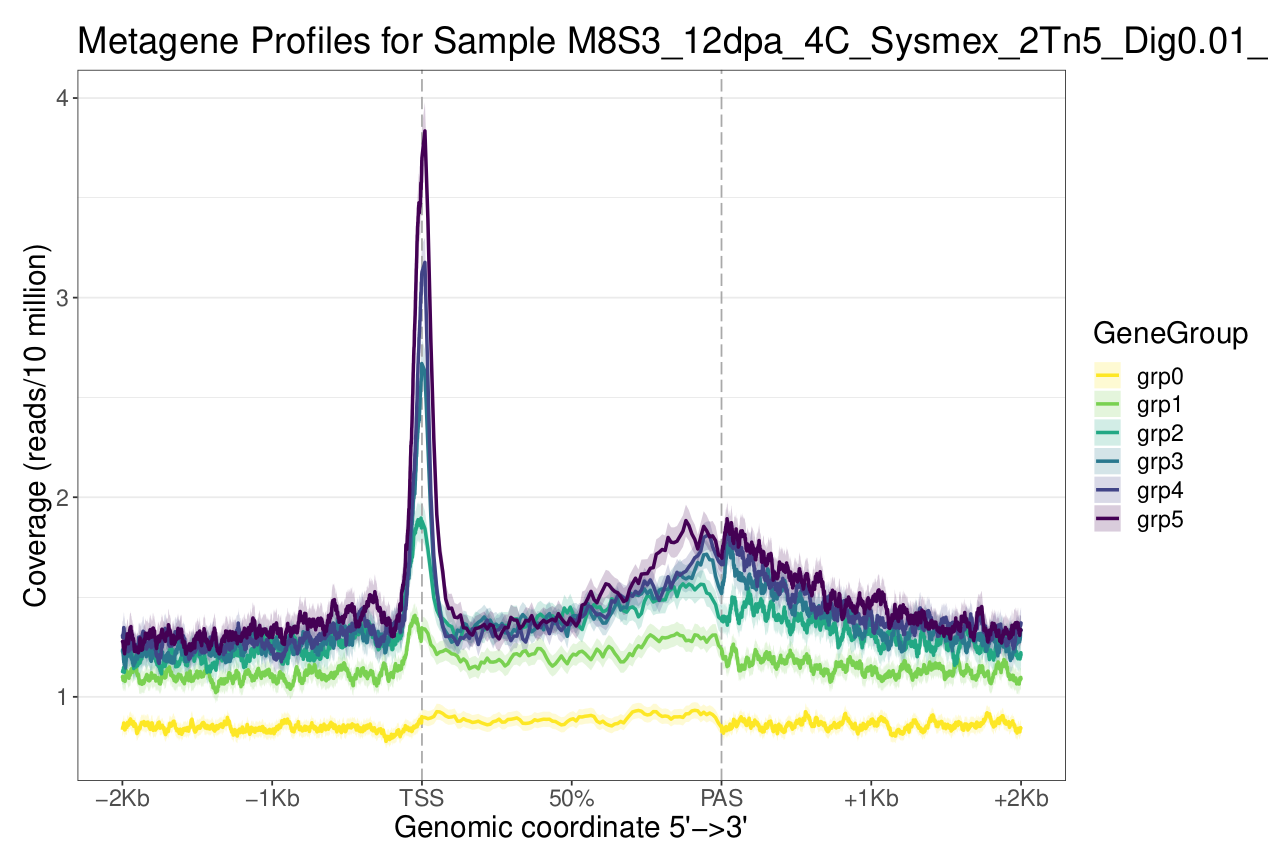 Metagene Profiles for Sample M8S3_12dpa_4C_Sysmex_2Tn5_Dig0.01_
Coverage (reads/10 million)
4
3
2
1
−2Kb
−1Kb
TSS
50%
PAS
+1Kb
+2Kb
Genomic coordinate 5'−>3'
GeneGroup
grp0
grp1
grp2
grp3
grp4
grp5